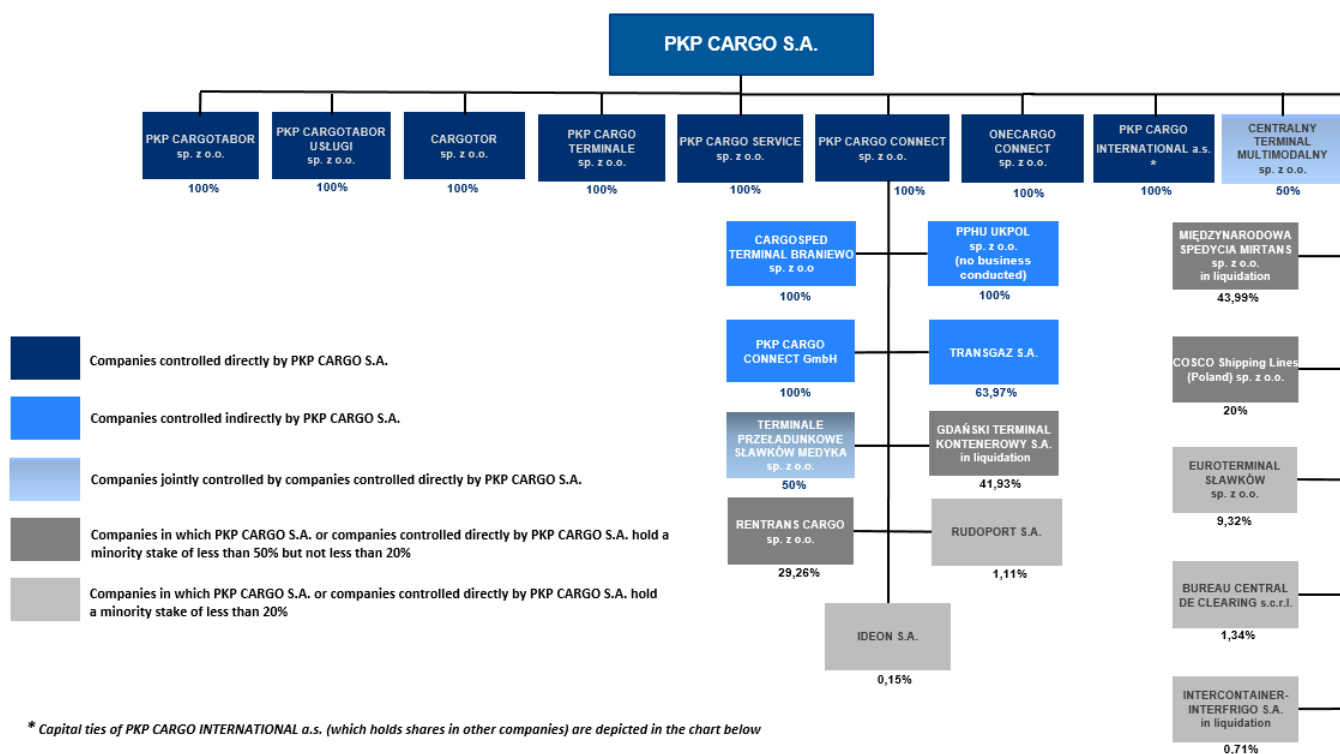 PKP CARGO S.A.
PKP CARGOTABOR
sp. z o.o.
100%
PKP CARGOTABOR
USŁUGI
sp. z o.o.
100%
CARGOTOR
sp. z o.o.
100%
PKP CARGO
TERMINALE
sp. z o.o.
100%
PKP CARGO SERVICE
sp. z o.o.
100%
PKP CARGO CONNECT
sp. z o.o.
100%
ONECARGO
CONNECT
sp. z o.o.
100%
PKP CARGO
INTERNATIONAL a.s.
*
100%
CENTRALNY
TERMINAL
MULTIMODALNY
sp. z o.o.
50%
CARGOSPED
TERMINAL BRANIEWO
sp. z o.o
100%
PPHU UKPOL
sp. z o.o.
(no business
conducted)
100%
MIĘDZYNARODOWA
SPEDYCIA MIRTANS
sp. z o.o.
in liquidation
43,99%
PKP CARGO
CONNECT GmbH
100%
TRANSGAZ S.A.
63,97%
COSCO Shipping Lines
(Poland) sp. z o.o.
20%
TERMINALE
PRZEŁADUNKOWE
SŁAWKÓW MEDYKA
sp. z o.o.
50%
GDAŃSKI TERMINAL
KONTENEROWY S.A.
in liquidation
41,93%
EUROTERMINAL
SŁAWKÓW
sp. z o.o.
9,32%
RENTRANS CARGO
sp. z o.o.
29,26%
RUDOPORT S.A.
1,11%
BUREAU CENTRAL
DE CLEARING s.c.r.l.
1,34%
IDEON S.A.
0,15%
INTERCONTAINER-
INTERFRIGO S.A.
in liquidation
0,71%
Companies controlled directly by PKP CARGO S.A.
Companies controlled indirectly by PKP CARGO S.A.
Companies jointly controlled by companies controlled directly by PKP CARGO S.A.
Companies in which PKP CARGO S.A. or companies controlled directly by PKP CARGO S.A. hold a
minority stake of less than 50% but not less than 20%
Companies in which PKP CARGO S.A. or companies controlled directly by PKP CARGO S.A. hold
a minority stake of less than 20%
* Capital ties of PKP CARGO INTERNATIONAL a.s. (which holds shares in other companies) are depicted in the chart below